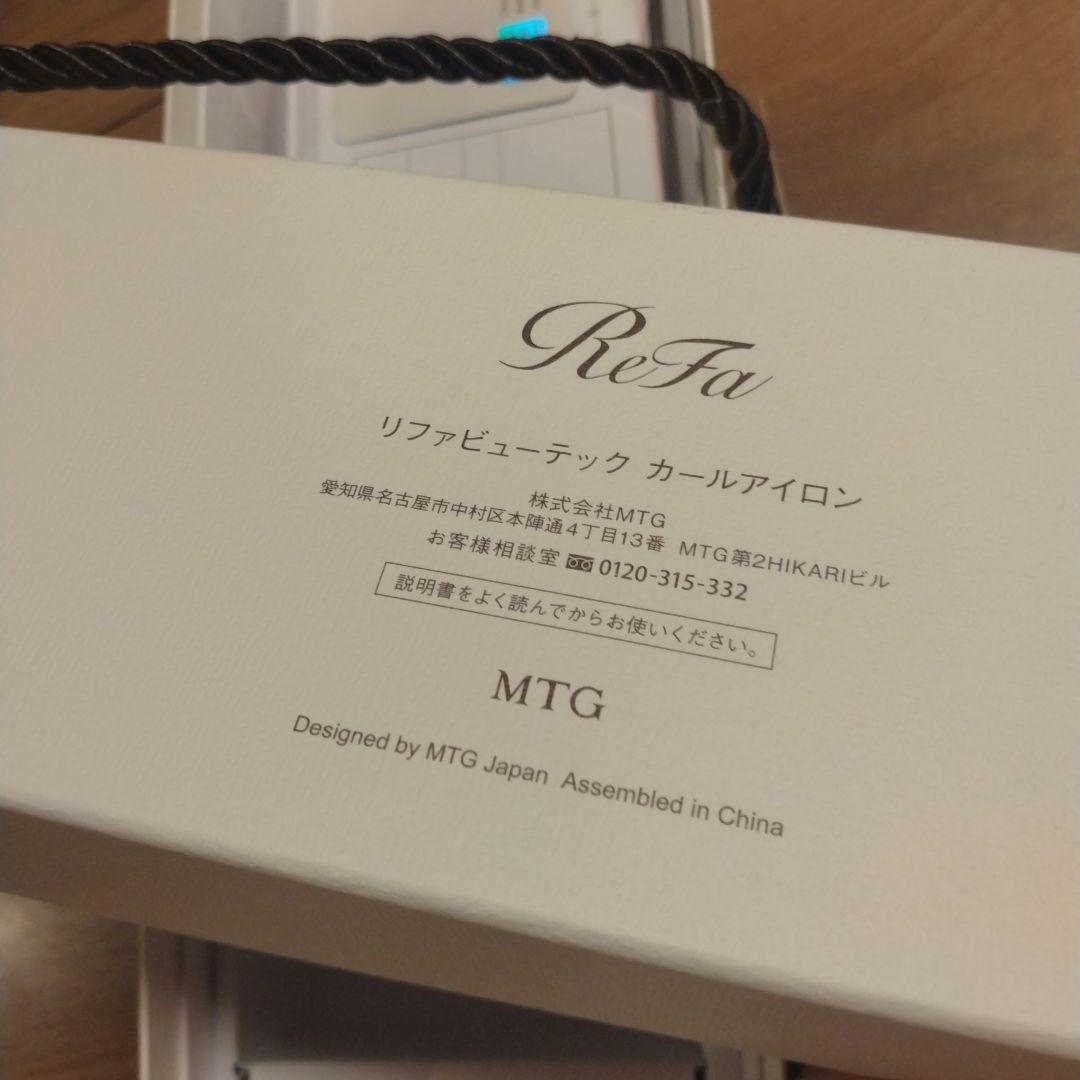 ReFa
リファビューテック カールアイロン
株式会社MTG
愛知県名古屋市中村区本陣通4丁目13番 MTG第2HIKARIビル
お客様相談室 0120-315-332
説明書をよく読んでからお使いください。
MTG
Designed by MTG Japan Assembled in China